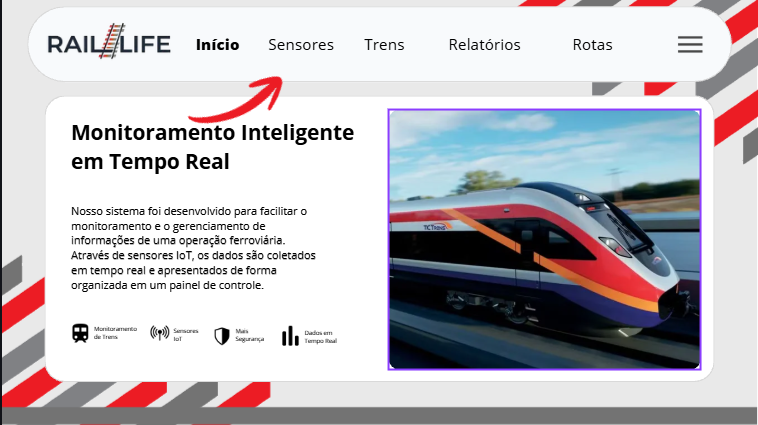 RAIL LIFE
Início
Sensores
Trens
Relatórios
Rotas
Monitoramento Inteligente
em Tempo Real
Nosso sistema foi desenvolvido para facilitar o
monitoramento e o gerenciamento de
informações de uma operação ferroviária.
Através de sensores IoT, os dados são coletados
em tempo real e apresentados de forma
organizada em um painel de controle.
Monitoramento
de Trens
Sensores
IoT
Mais
Segurança
Dados em
Tempo Real
TIC TRENS